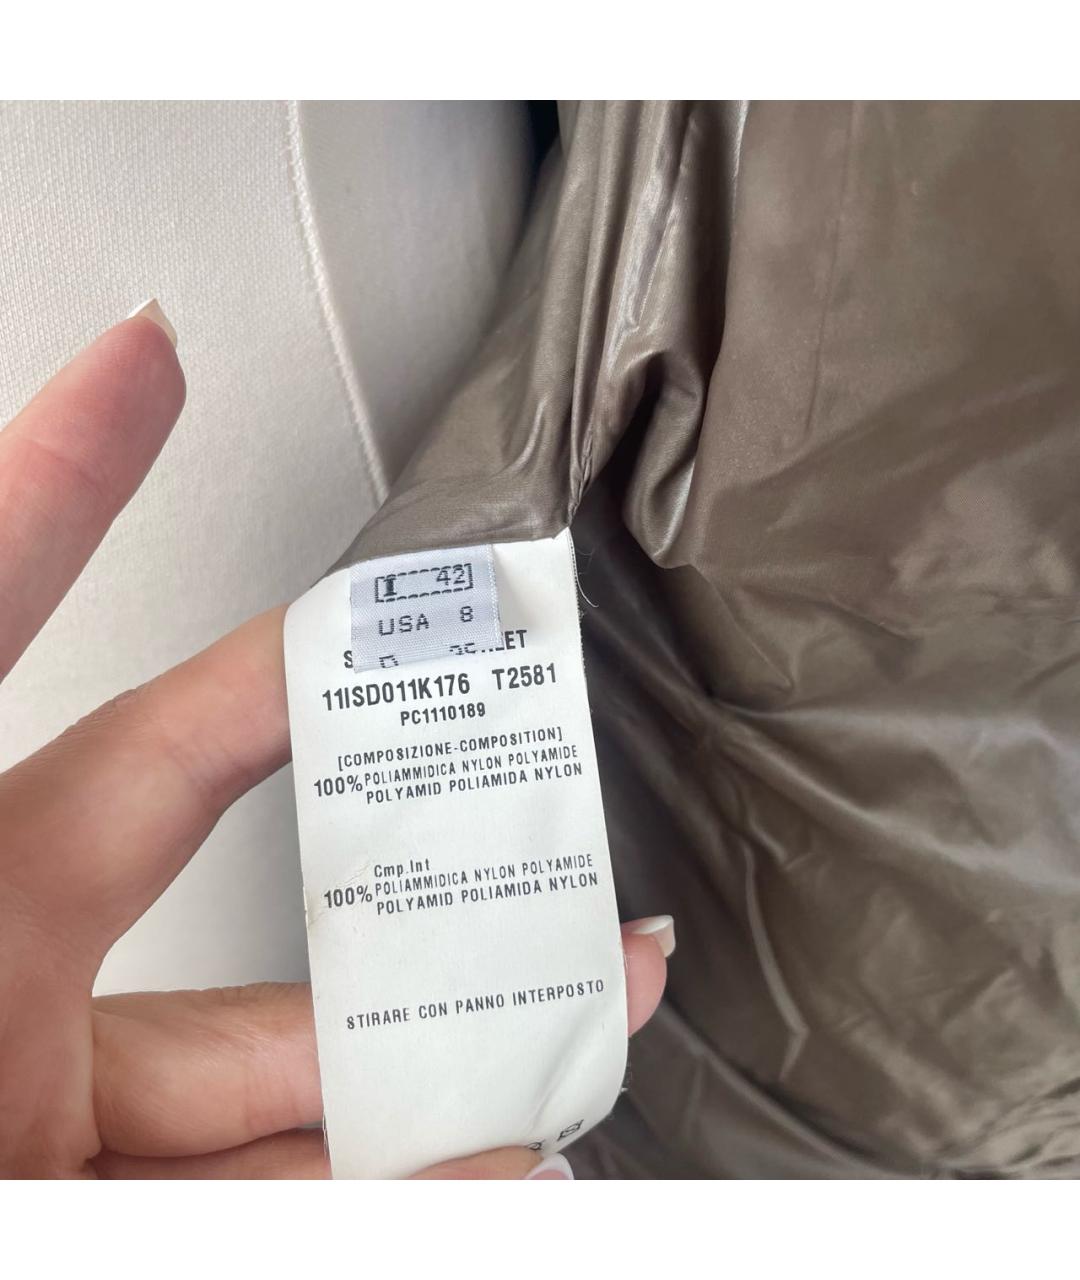 [I 42]
USA 8
11ISD011K176 T2581
PC1110189
[COMPOSIZIONE-COMPOSITION]
100% POLIAMMIDICA NYLON POLYAMIDE
POLYAMID POLIAMIDA NYLON
Cmp.Int
100% POLIAMMIDICA NYLON POLYAMIDE
POLYAMID POLIAMIDA NYLON
STIRARE CON PANNO INTERPOSTO